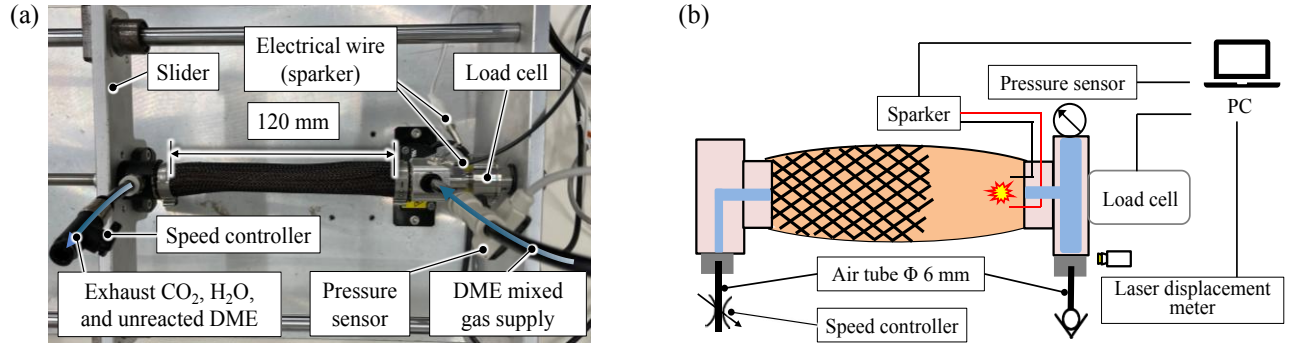 (a)
Electrical wire
(sparker)
Slider
Load cell
120 mm
Speed controller
Exhaust CO₂, H₂O,
and unreacted DME
Pressure
sensor
DME mixed
gas supply
(b)
Pressure sensor
PC
Sparker
Load cell
Air tube Φ 6 mm
Laser displacement
meter
Speed controller